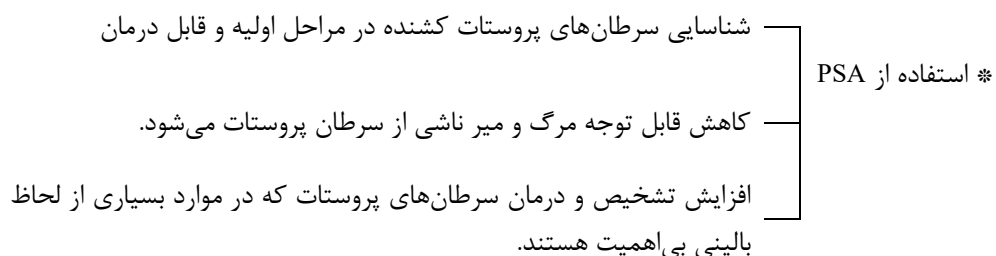 * استفاده از PSA
شناسایی سرطان‌های پروستات کشنده در مراحل اولیه و قابل درمان
کاهش قابل توجه مرگ و میر ناشی از سرطان پروستات می‌شود.
افزایش تشخیص و درمان سرطان‌های پروستات که در موارد بسیاری از لحاظ
بالینی بی‌اهمیت هستند.